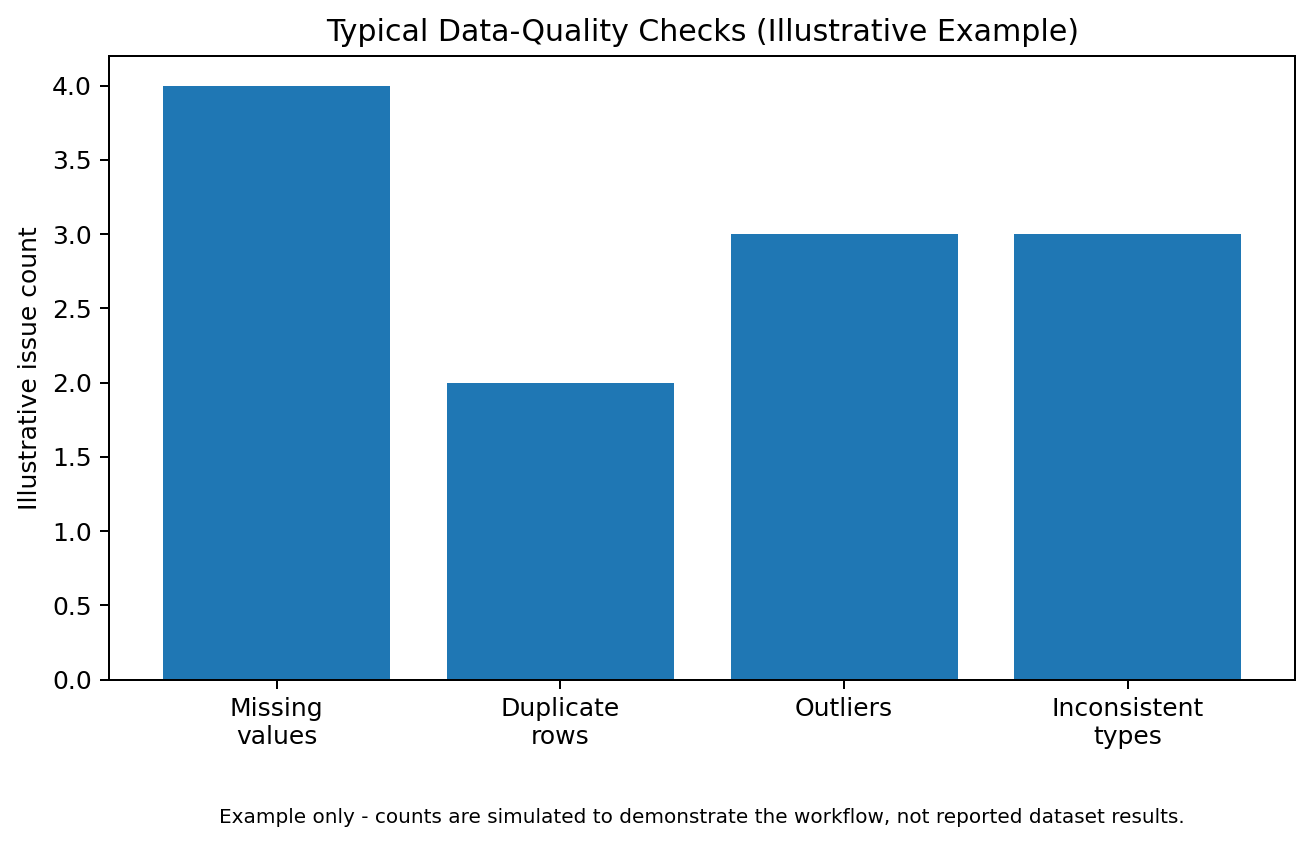 Typical Data-Quality Checks (Illustrative Example)
Illustrative issue count
4.0
3.5
3.0
2.5
2.0
1.5
1.0
0.5
0.0
Missing
values
Duplicate
rows
Outliers
Inconsistent
types
Example only - counts are simulated to demonstrate the workflow, not reported dataset results.